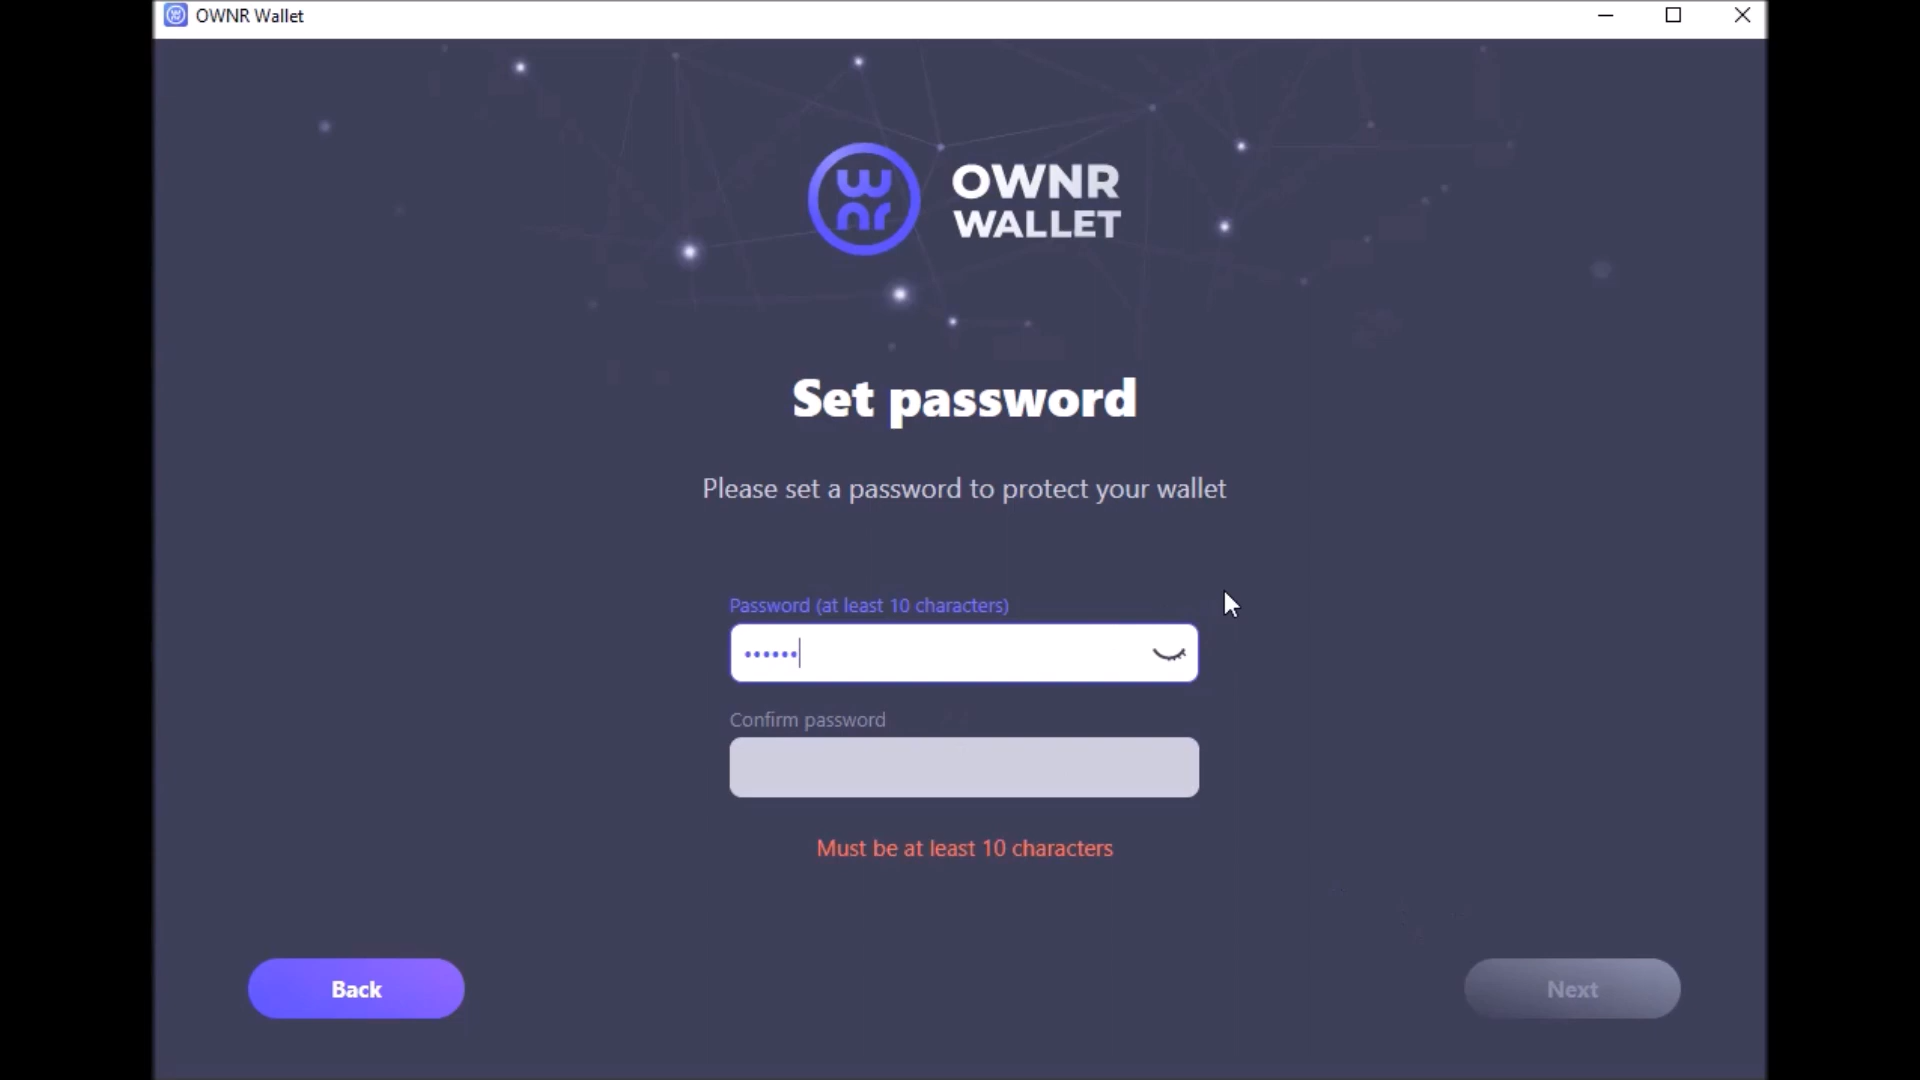 OWNR Wallet
OWNR
WALLET
Set password
Please set a password to protect your wallet
Password (at least 10 characters)
••••••
Confirm password
Must be at least 10 characters
Back
Next